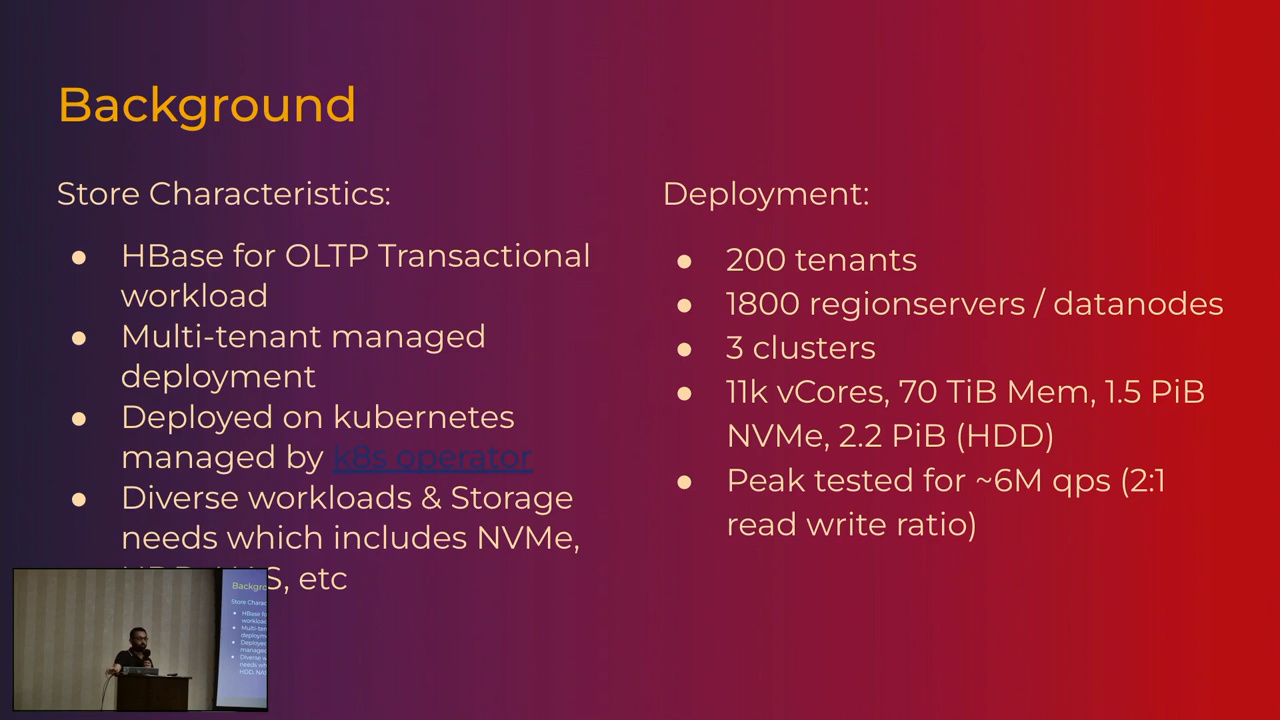 Background
Store Characteristics:
● HBase for OLTP Transactional
workload
● Multi-tenant managed
deployment
● Deployed on kubernetes
managed by k8s operator
● Diverse workloads & Storage
needs which includes NVMe,
etc
Deployment:
● 200 tenants
● 1800 regionservers / datanodes
● 3 clusters
● 11k vCores, 70 TiB Mem, 1.5 PiB
NVMe, 2.2 PiB (HDD)
● Peak tested for ~6M qps (2:1
read write ratio)